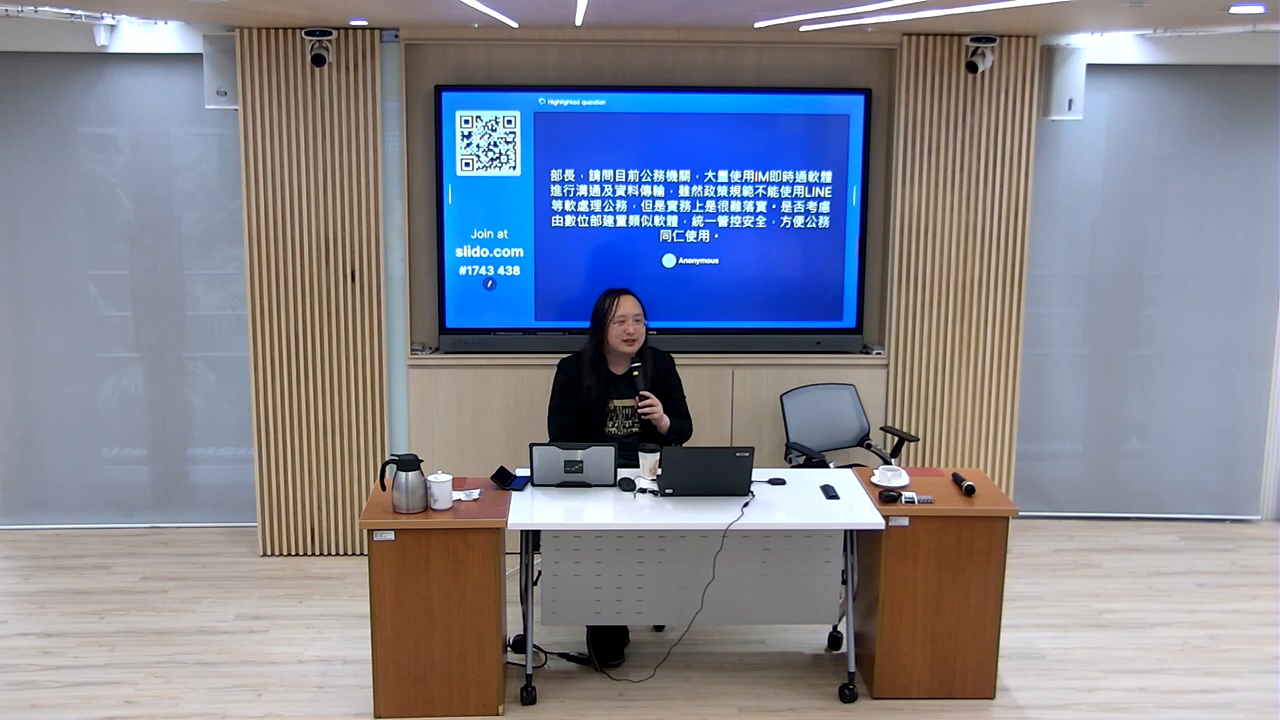 Highlighted question
部長，請問目前公務機關，大量使用IM即時通軟體
進行溝通及資料傳輸，雖然政策規範不能使用LINE
等軟處理公務，但是實務上是很難落實。是否考慮
由數位部建置類似軟體，統一管控安全，方便公務
同仁使用。
Anonymous
Join at
slido.com
#1743 438